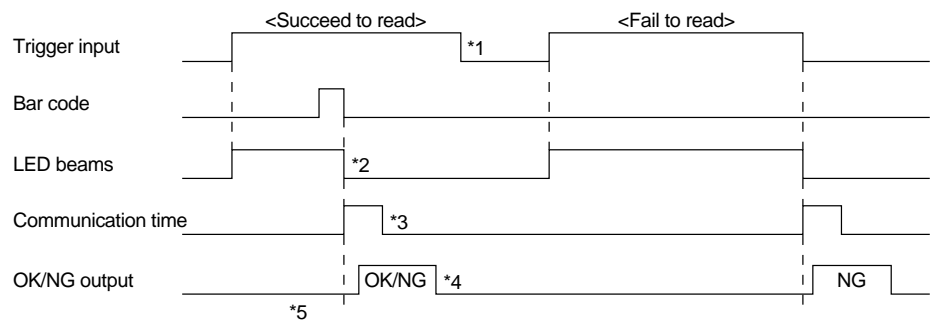 <Succeed to read> <Fail to read>
Trigger input *1
Bar code
LED beams *2
Communication time *3
OK/NG output OK/NG *4 NG
*5